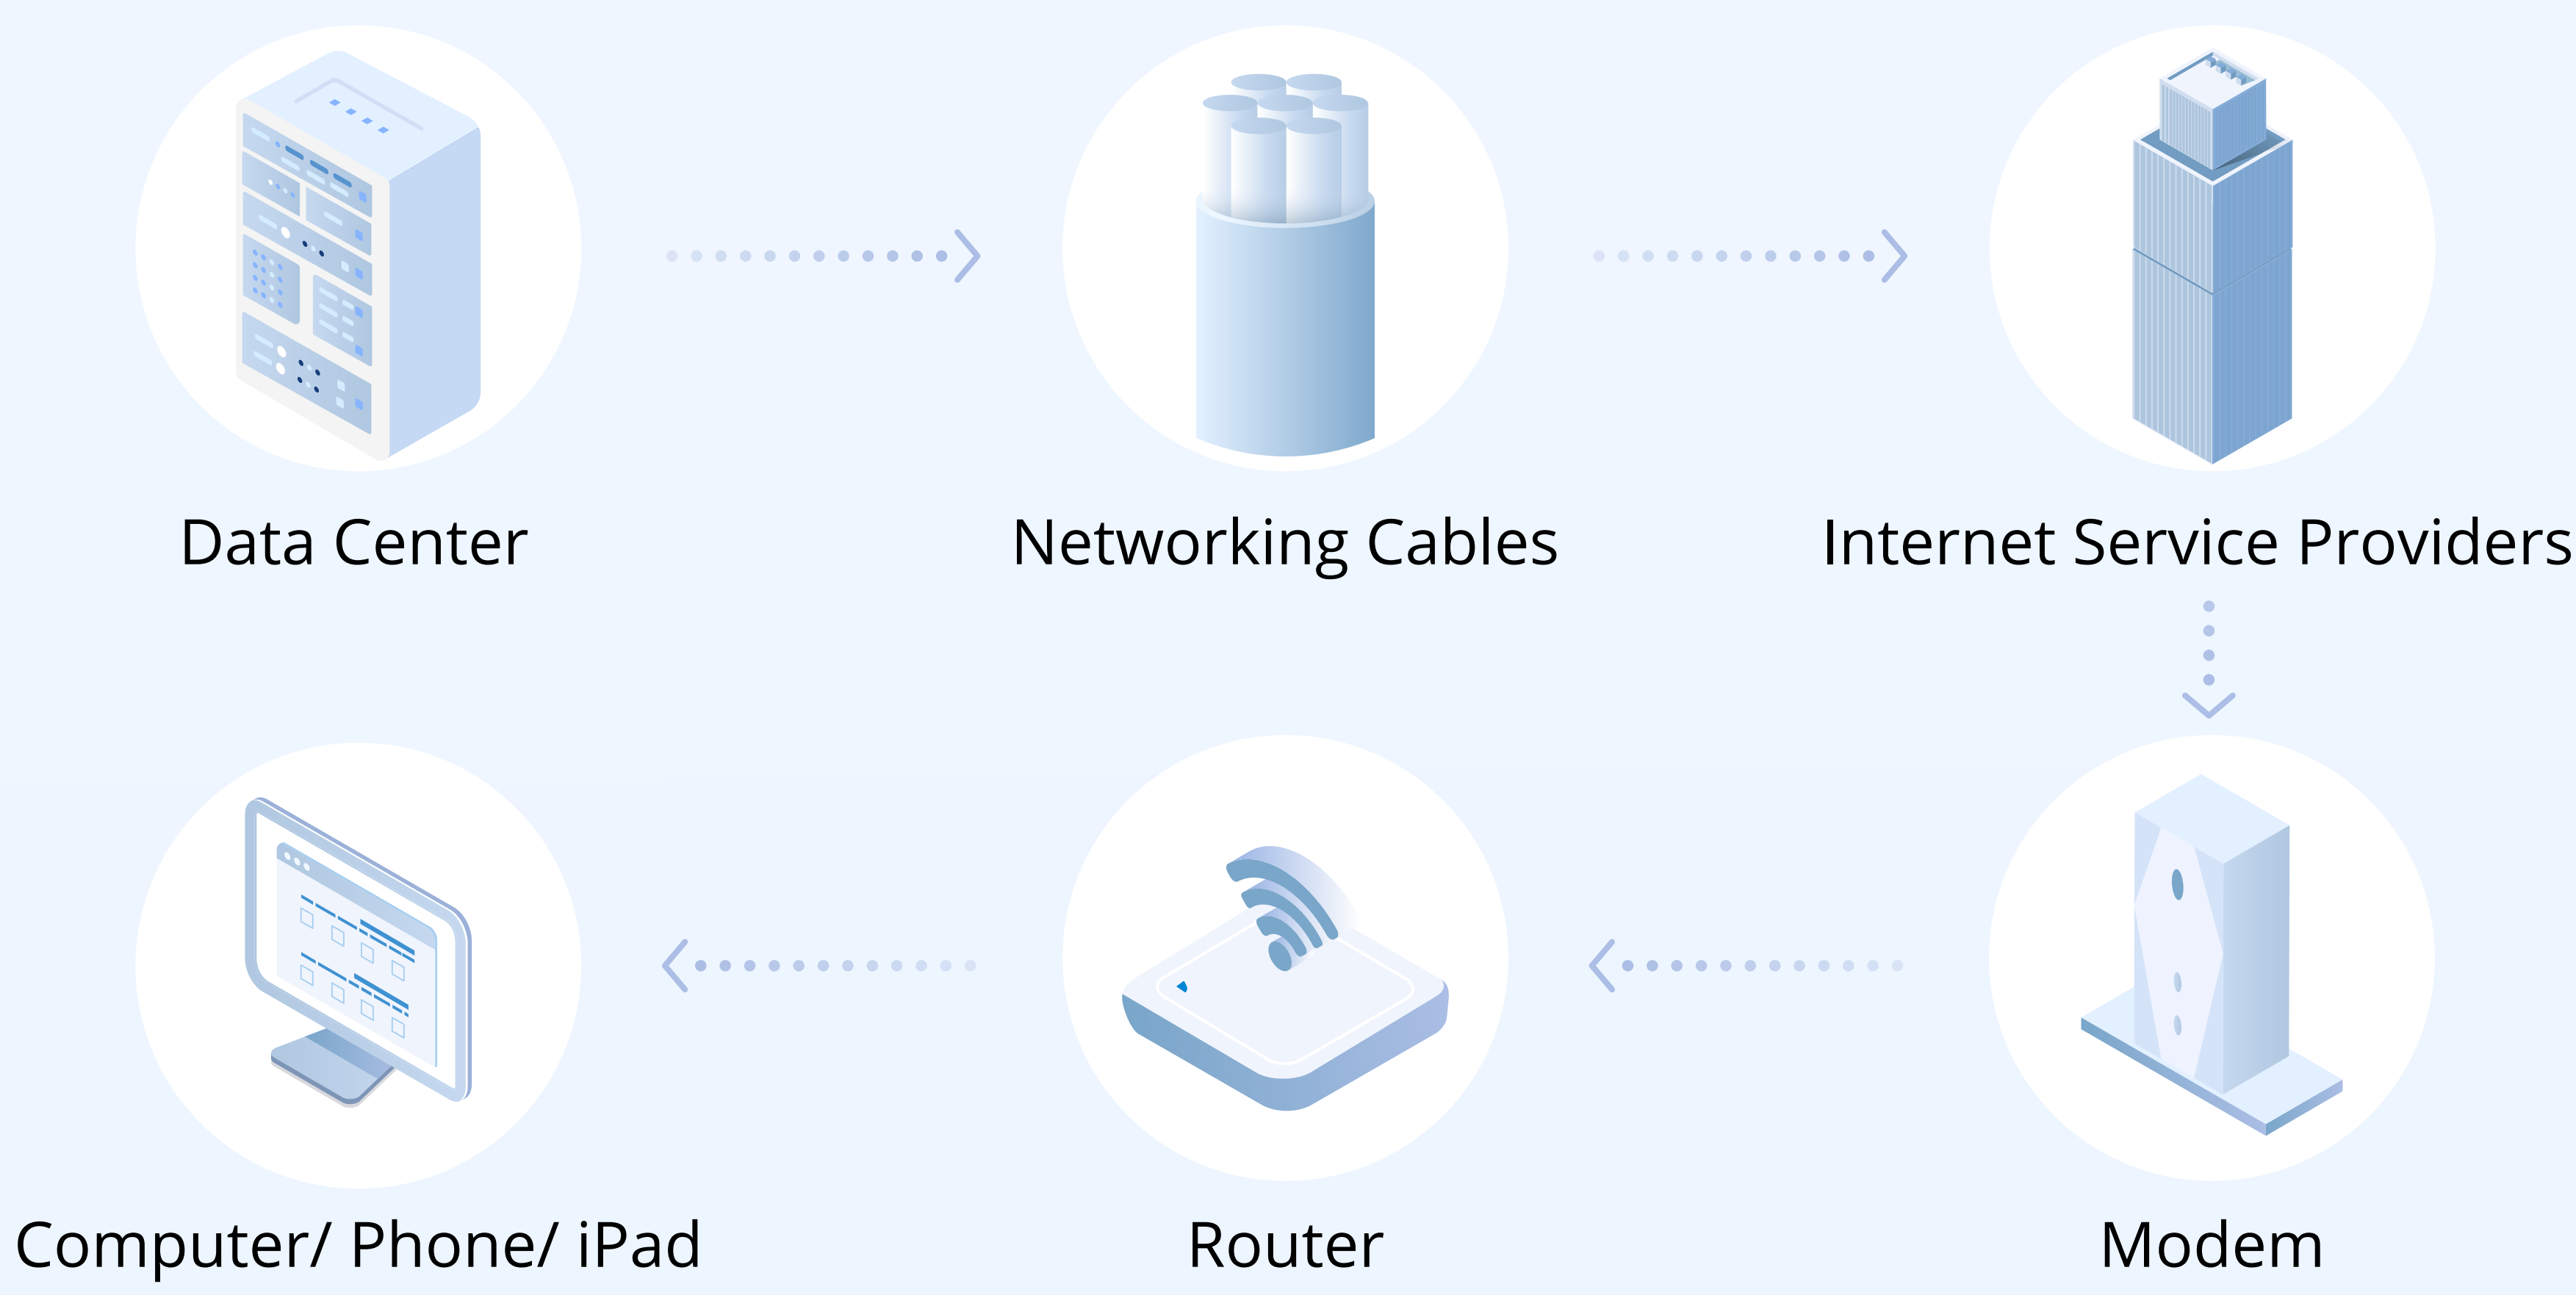 Data Center
Networking Cables
Internet Service Providers
Computer/ Phone/ iPad
Router
Modem